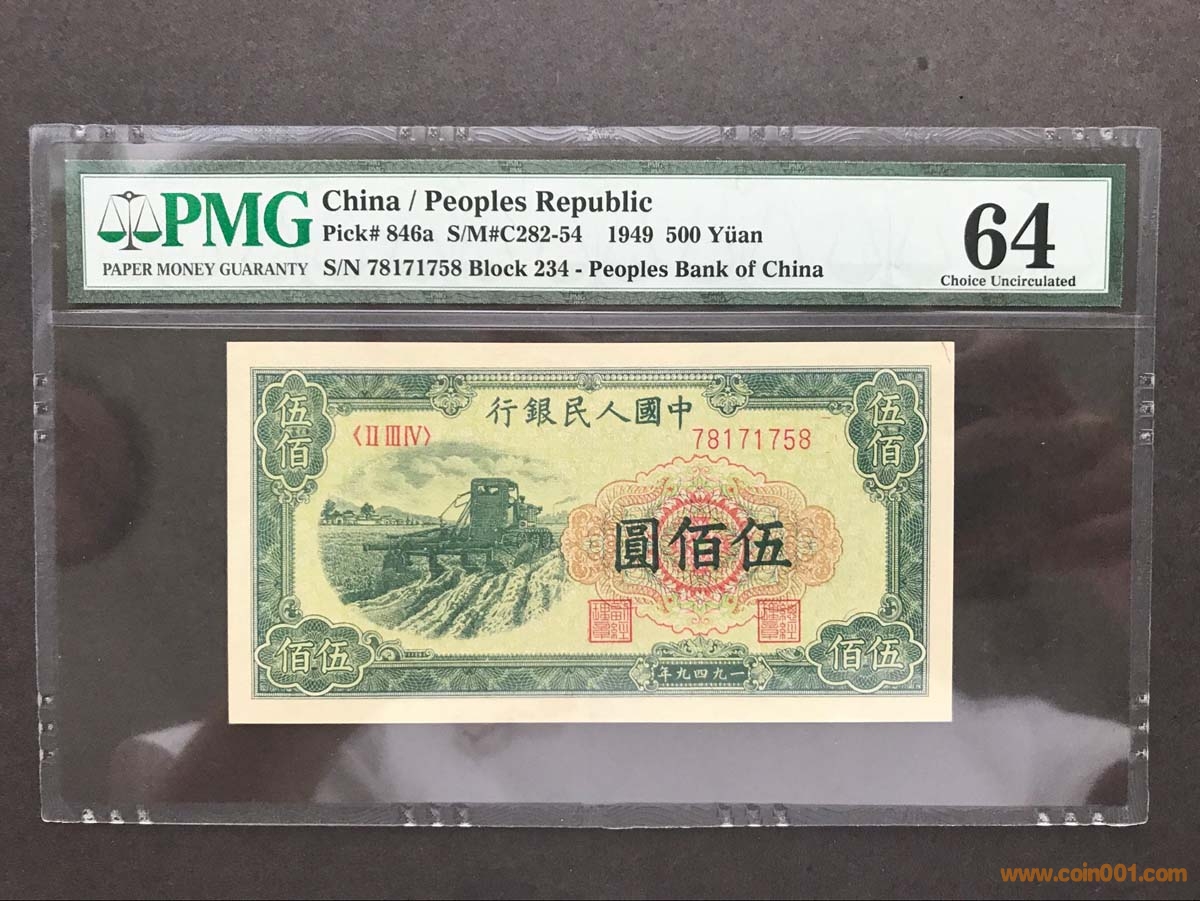 PMG
PAPER MONEY GUARANTY
China / Peoples Republic
Pick# 846a S/M#C282-54 1949 500 Yüan
S/N 78171758 Block 234 - Peoples Bank of China
64
Choice Uncirculated
伍佰
行銀民人國中
伍佰
〈II III IV〉
78171758
圓佰伍
佰伍
年九四九一
佰伍
www.coin001.com